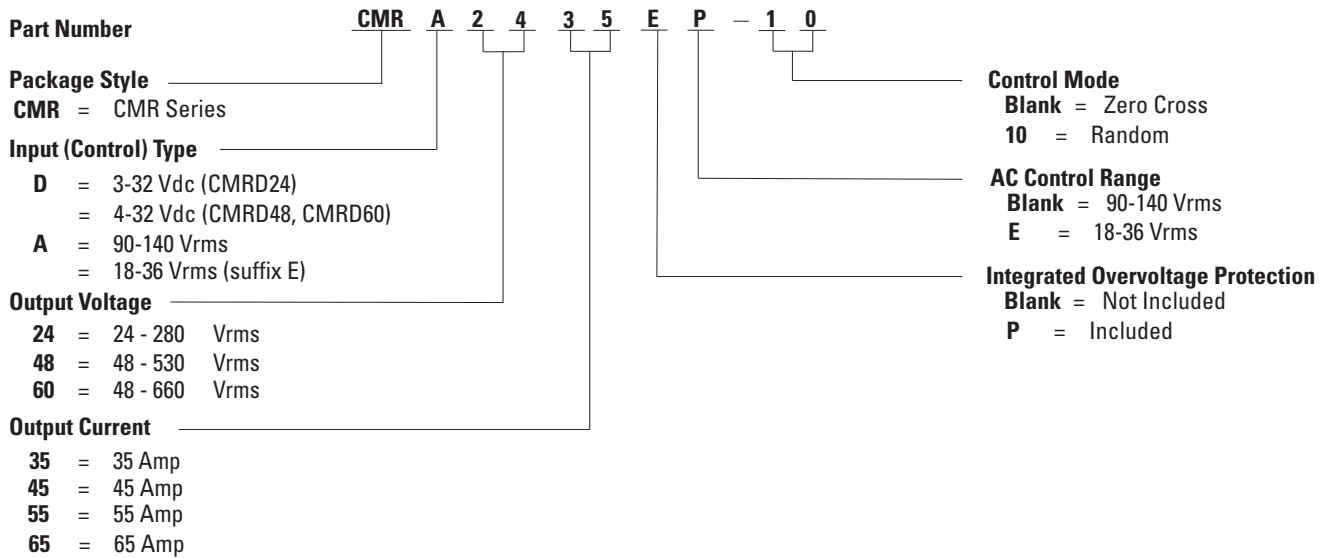 Part Number
CMR A 2 4 3 5 E P – 1 0
Package Style
CMR = CMR Series
Input (Control) Type
D = 3-32 Vdc (CMRD24)
= 4-32 Vdc (CMRD48, CMRD60)
A = 90-140 Vrms
= 18-36 Vrms (suffix E)
Output Voltage
24 = 24 - 280 Vrms
48 = 48 - 530 Vrms
60 = 48 - 660 Vrms
Output Current
35 = 35 Amp
45 = 45 Amp
55 = 55 Amp
65 = 65 Amp
Control Mode
Blank = Zero Cross
10 = Random
AC Control Range
Blank = 90-140 Vrms
E = 18-36 Vrms
Integrated Overvoltage Protection
Blank = Not Included
P = Included